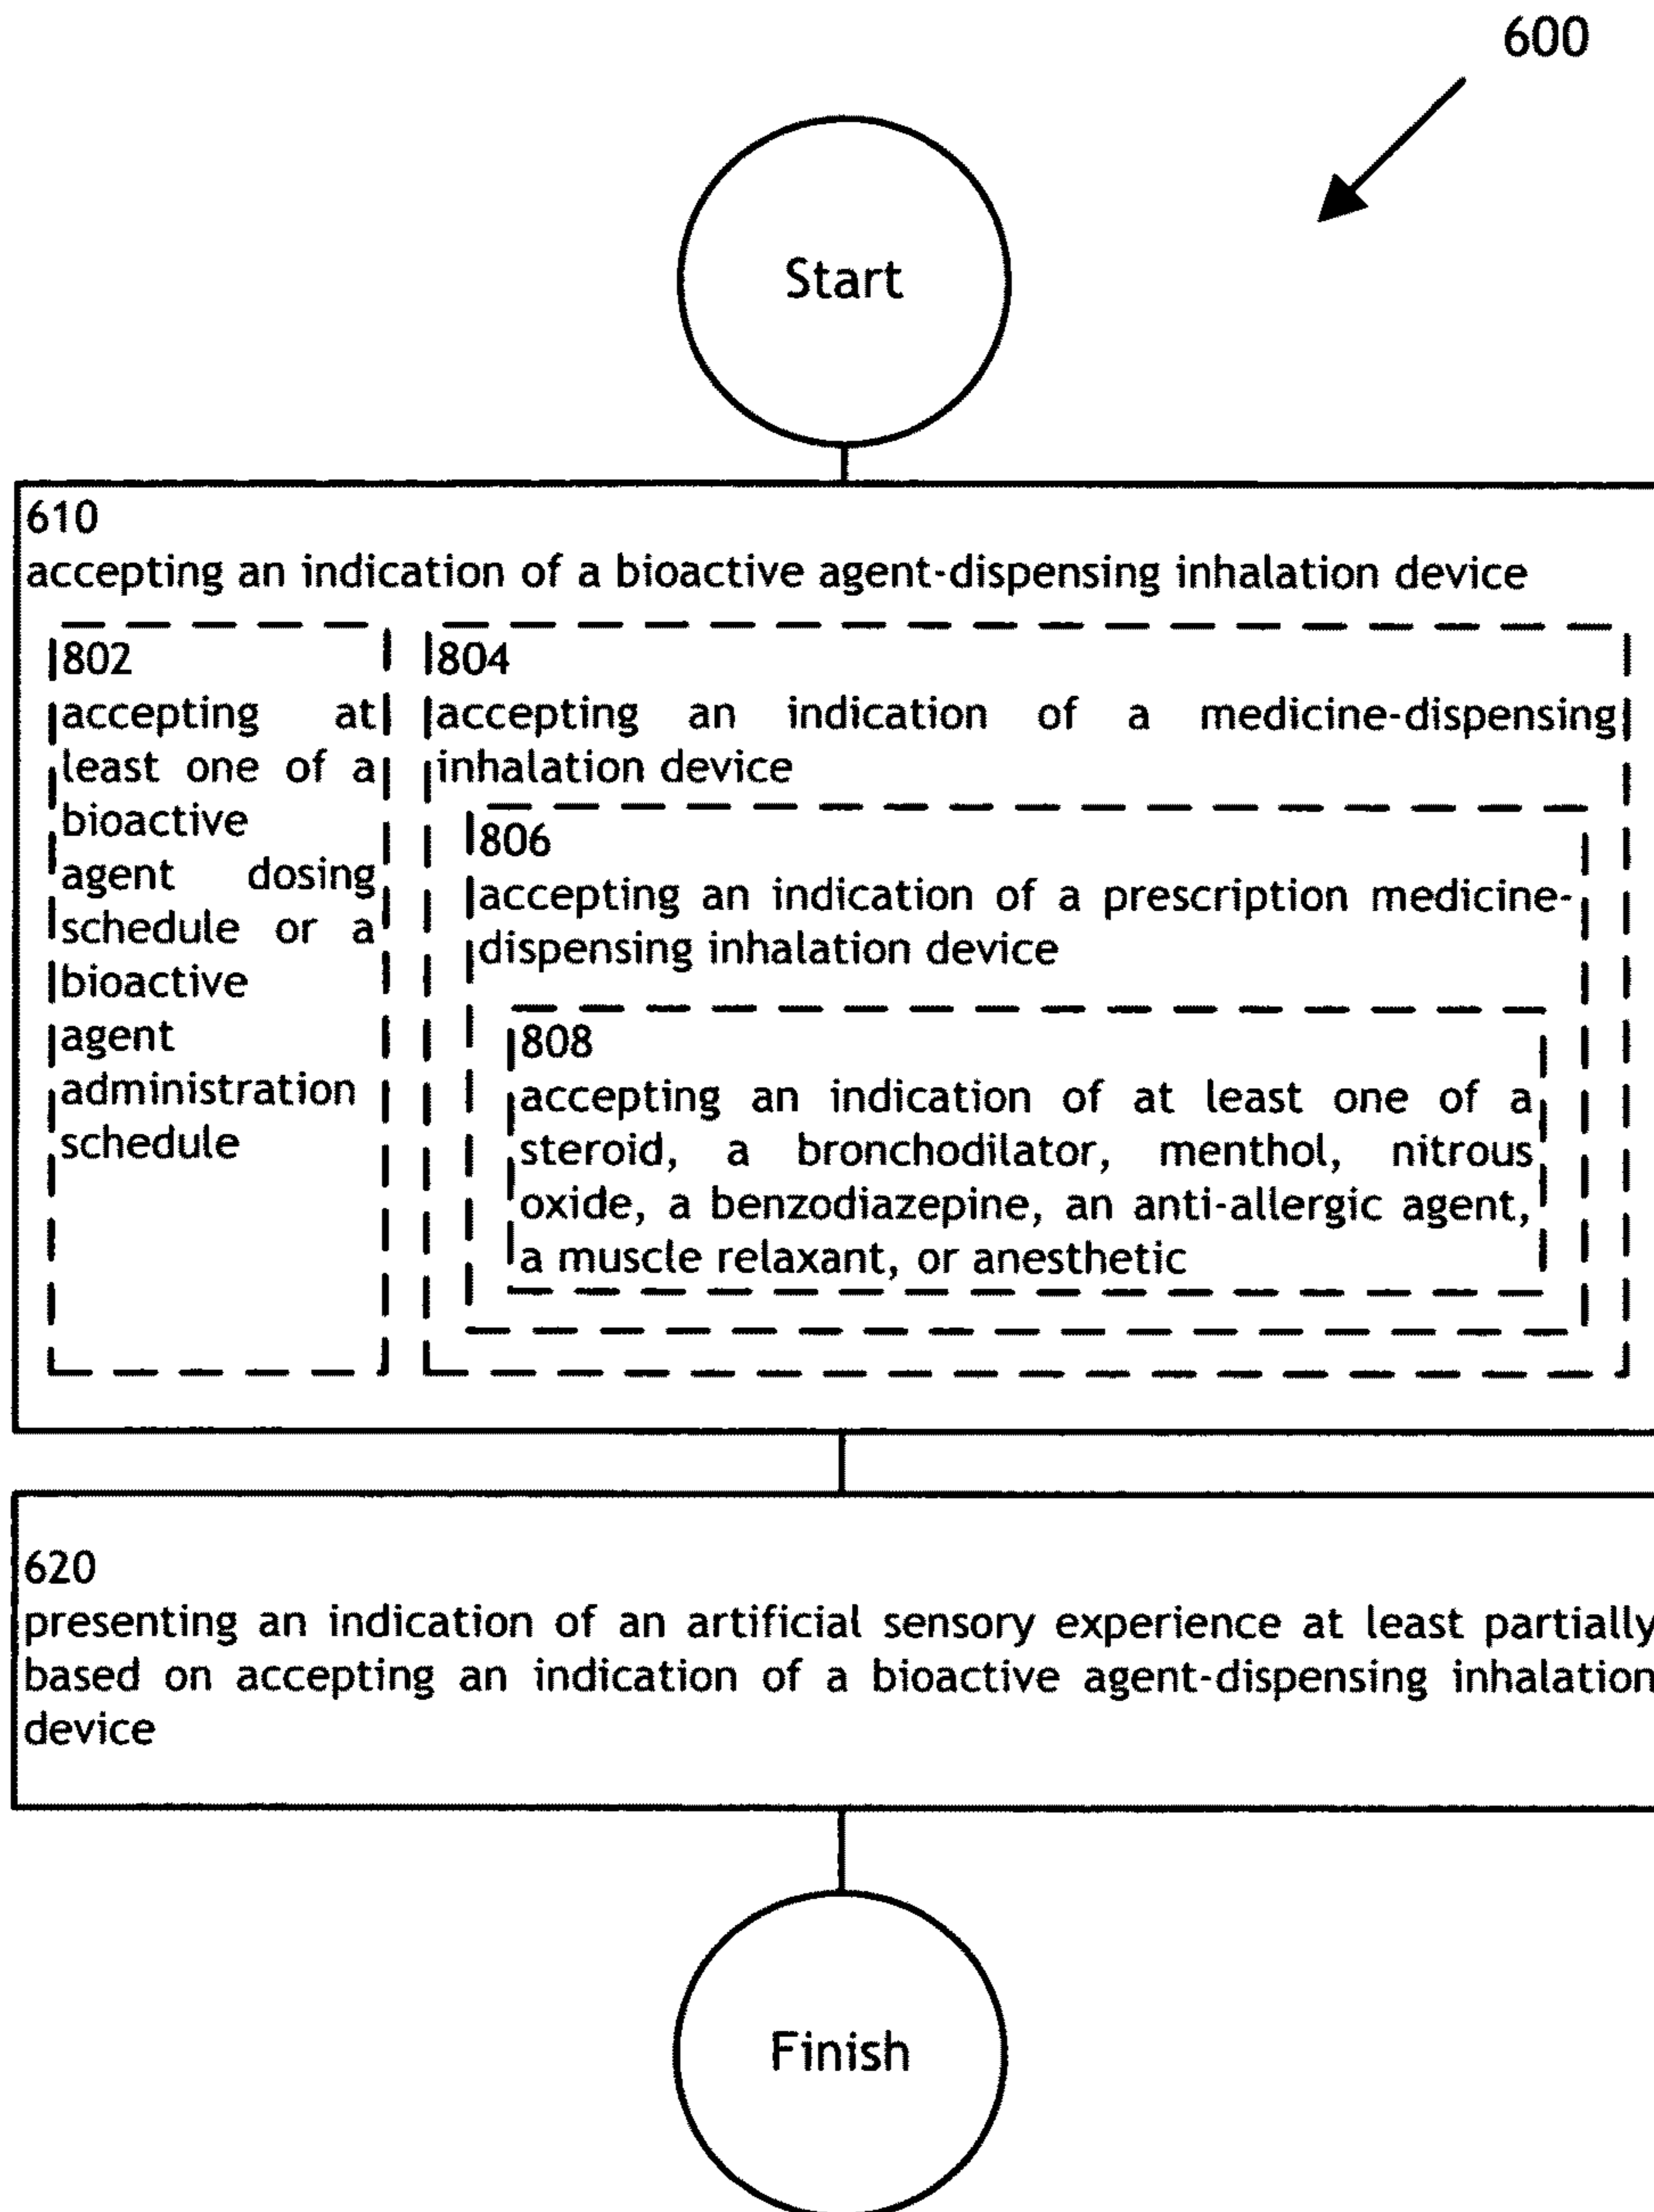 600
Start
610
accepting an indication of a bioactive agent-dispensing inhalation device
802
accepting at
least one of a
bioactive
agent dosing
schedule or a
bioactive
agent
administration
schedule
804
accepting an indication of a medicine-dispensing
inhalation device
806
accepting an indication of a prescription medicine-
dispensing inhalation device
808
accepting an indication of at least one of a
steroid, a bronchodilator, menthol, nitrous
oxide, a benzodiazepine, an anti-allergic agent,
a muscle relaxant, or anesthetic
620
presenting an indication of an artificial sensory experience at least partially
based on accepting an indication of a bioactive agent-dispensing inhalation
device
Finish